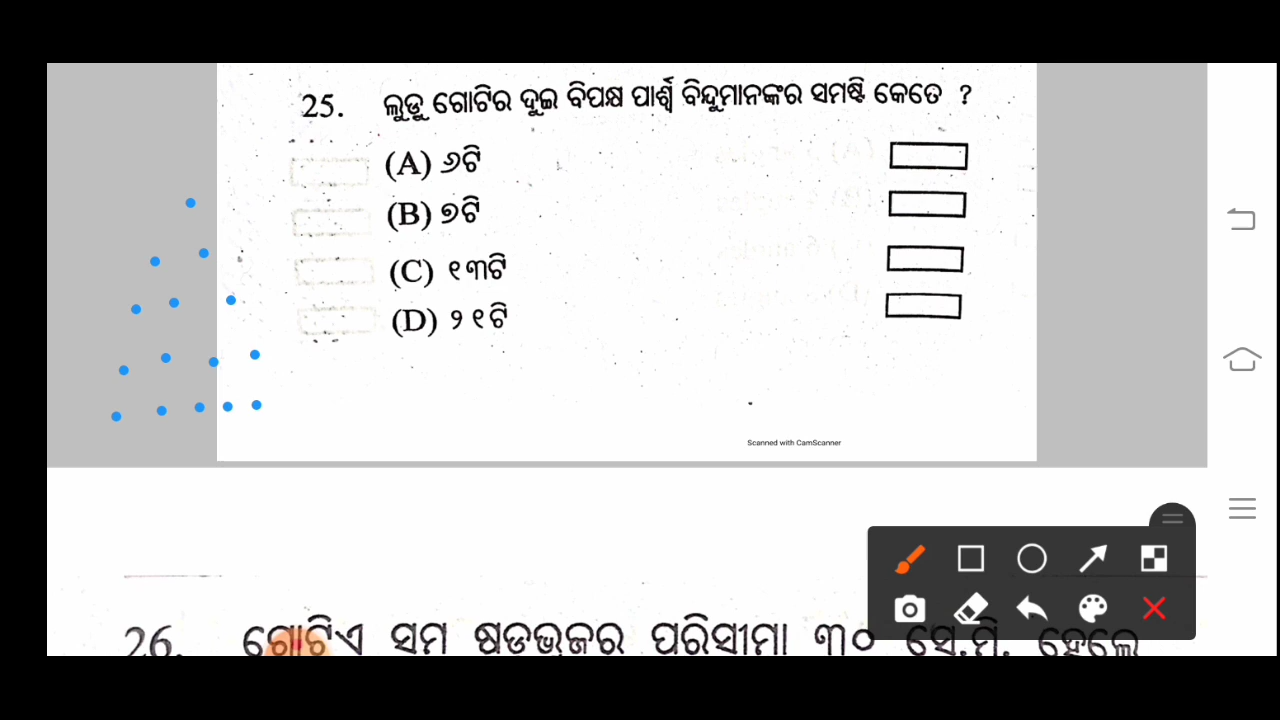 25. ଲୁଡୁ ଗୋଟିର ଦୁଇ ବିପକ୍ଷ ପାର୍ଶ୍ୱ ବିନ୍ଦୁମାନଙ୍କର ସମଷ୍ଟି କେତେ ?
(A) ୬ଟି
(B) ୭ଟି
(C) ୧୩ଟି
(D) ୨୧ଟି
Scanned with CamScanner
26. ଗୋଟିଏ ସମ ଷଡଭୁଜର ପରିସୀମା ୩୦ ସେ.ମି. ହେଲେ